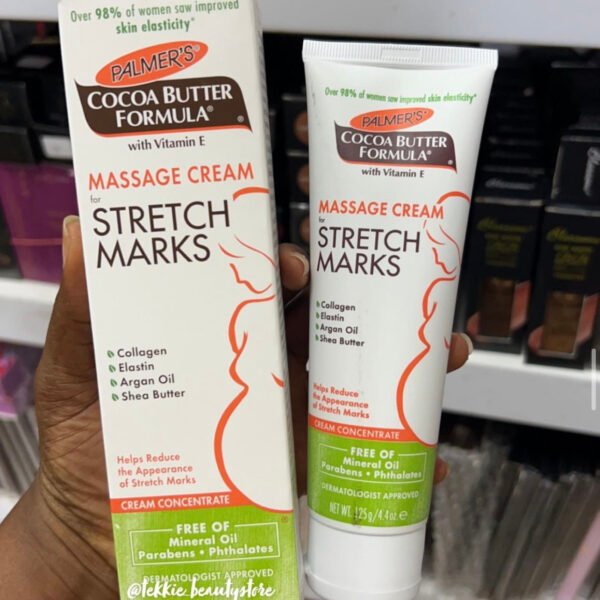 Over 98% of women saw improved
skin elasticity*
PALMER'S®
COCOA BUTTER
FORMULA®
with Vitamin E
MASSAGE CREAM
for
STRETCH
MARKS
Collagen
Elastin
Argan Oil
Shea Butter
Helps Reduce
the Appearance
of Stretch Marks
CREAM CONCENTRATE
FREE OF
Mineral Oil
Parabens • Phthalates
DERMATOLOGIST APPROVED
@lekkie_beautystore
Over 98% of women saw improved skin elasticity*
PALMER'S®
COCOA BUTTER
FORMULA®
with Vitamin E
MASSAGE CREAM
for
STRETCH
MARKS
Collagen
Elastin
Argan Oil
Shea Butter
Helps Reduce
the Appearance
of Stretch Marks
CREAM CONCENTRATE
FREE OF
Mineral Oil
Parabens • Phthalates
DERMATOLOGIST APPROVED
NET WT. 125g/4.4oz e